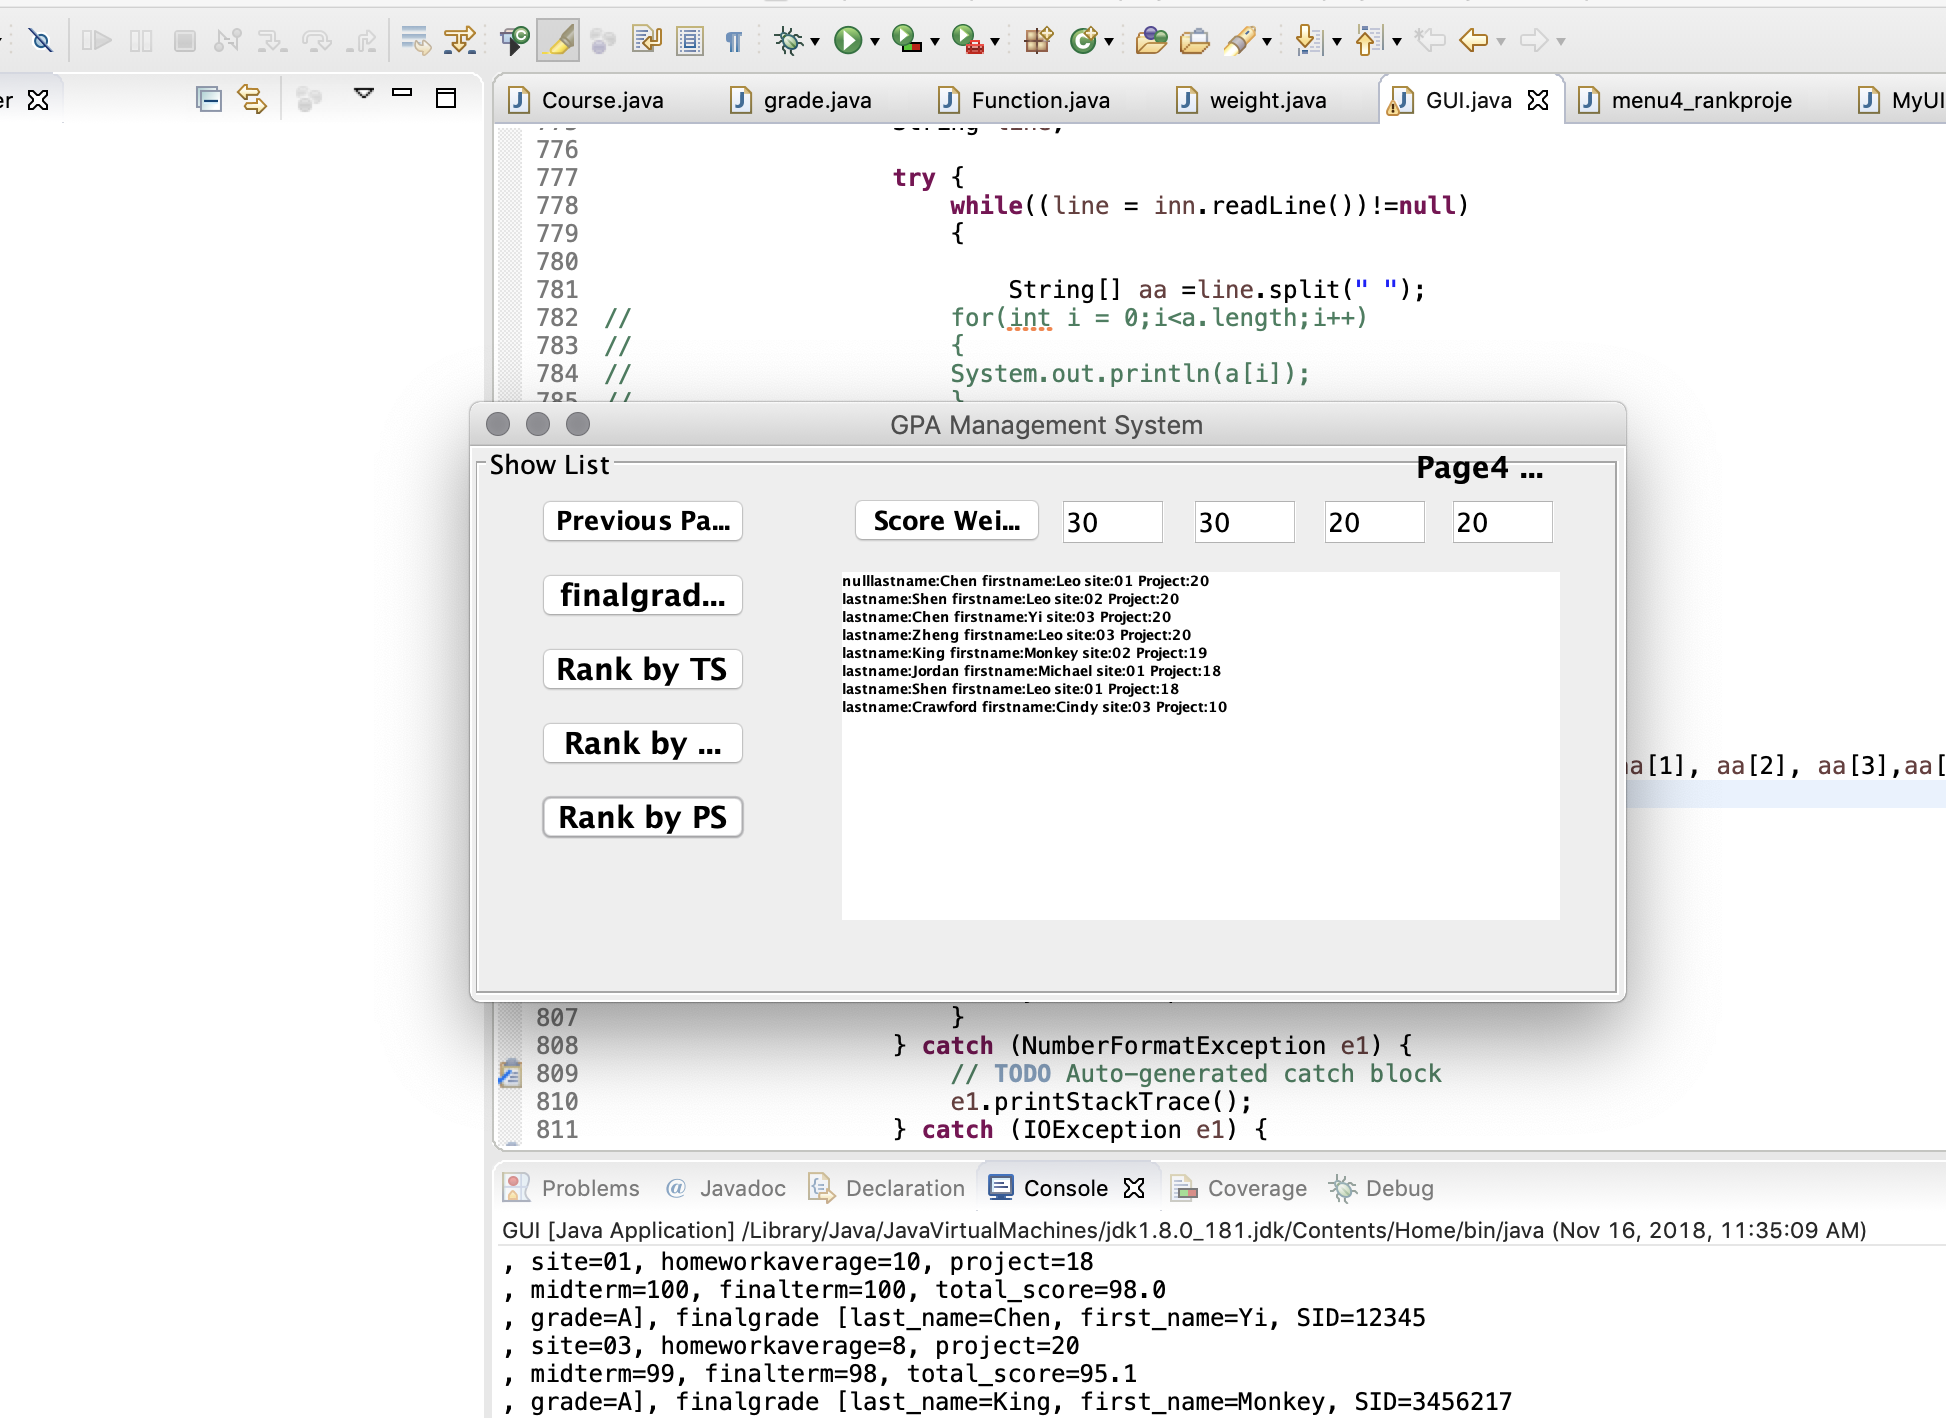 er
Course.java
grade.java
Function.java
weight.java
GUI.java
menu4_rankproje
MyUI
775 String line;
776
777 try {
778 while((line = inn.readLine())!=null)
779 {
780
781 String[] aa =line.split(" ");
782 // for(int i = 0;i<a.length;i++)
783 // {
784 // System.out.println(a[i]);
785 // }
GPA Management System
Show List
Page4 ...
Previous Pa...
Score Wei...
30
30
20
20
finalgrad...
Rank by TS
Rank by ...
Rank by PS
nulllastname:Chen firstname:Leo site:01 Project:20
lastname:Shen firstname:Leo site:02 Project:20
lastname:Chen firstname:Yi site:03 Project:20
lastname:Zheng firstname:Leo site:03 Project:20
lastname:King firstname:Monkey site:02 Project:19
lastname:Jordan firstname:Michael site:01 Project:18
lastname:Shen firstname:Leo site:01 Project:18
lastname:Crawford firstname:Cindy site:03 Project:10
aa[1], aa[2], aa[3],aa[
807 }
808 } catch (NumberFormatException e1) {
809 // TODO Auto-generated catch block
810 e1.printStackTrace();
811 } catch (IOException e1) {
Problems
@ Javadoc
Declaration
Console
Coverage
Debug
GUI [Java Application] /Library/Java/JavaVirtualMachines/jdk1.8.0_181.jdk/Contents/Home/bin/java (Nov 16, 2018, 11:35:09 AM)
, site=01, homeworkaverage=10, project=18
, midterm=100, finalterm=100, total_score=98.0
, grade=A], finalgrade [last_name=Chen, first_name=Yi, SID=12345
, site=03, homeworkaverage=8, project=20
, midterm=99, finalterm=98, total_score=95.1
, grade=A], finalgrade [last_name=King, first_name=Monkey, SID=3456217